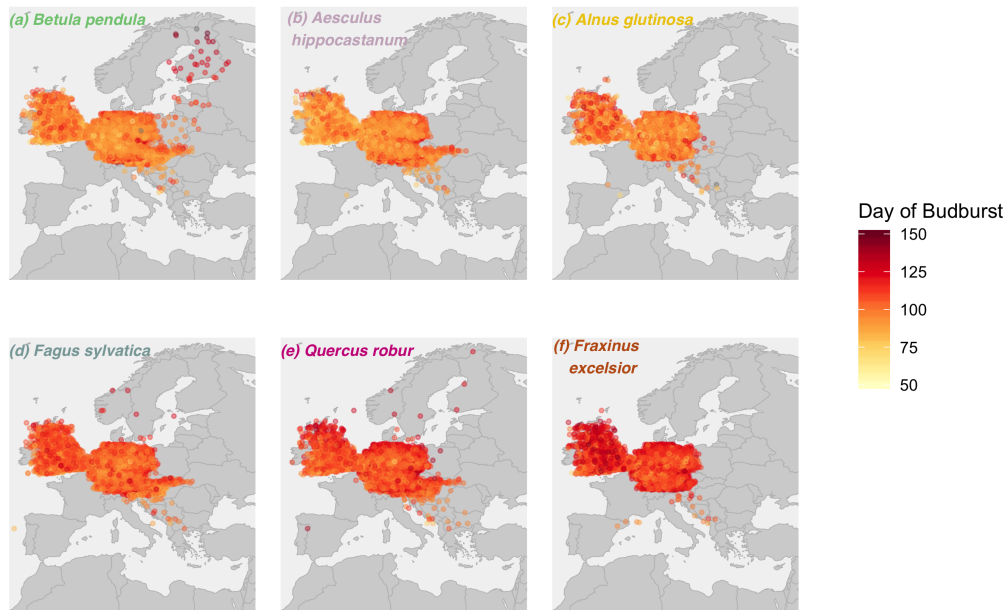 (a) Betula pendula
(b) Aesculus
hippocastanum
(c) Alnus glutinosa
Day of Budburst
150
125
100
75
50
(d) Fagus sylvatica
(e) Quercus robur
(f) Fraxinus
excelsior